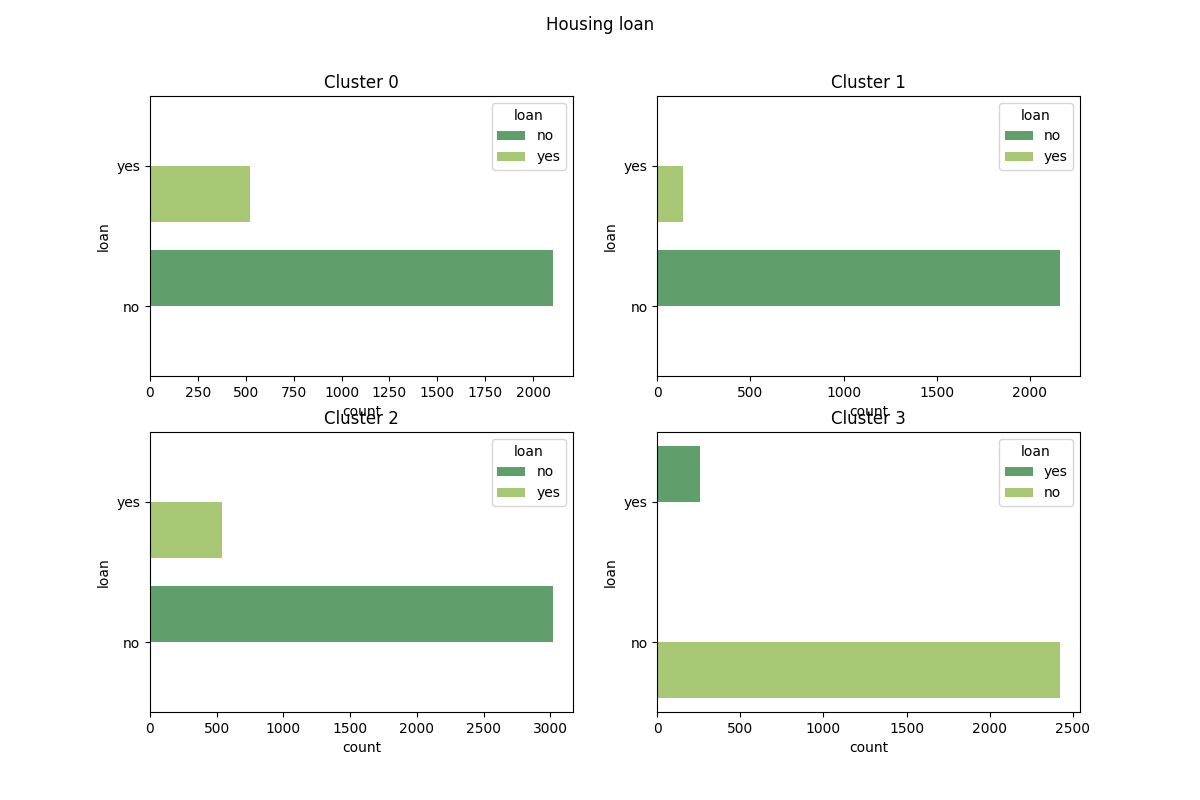 Housing loan
Cluster 0
loan
no
yes
yes
no
loan
0 250 500 750 1000 1250 1500 1750 2000
count
Cluster 1
loan
no
yes
yes
no
loan
0 500 1000 1500 2000
count
Cluster 2
loan
no
yes
yes
no
loan
0 500 1000 1500 2000 2500 3000
count
Cluster 3
loan
yes
no
yes
no
loan
0 500 1000 1500 2000 2500
count